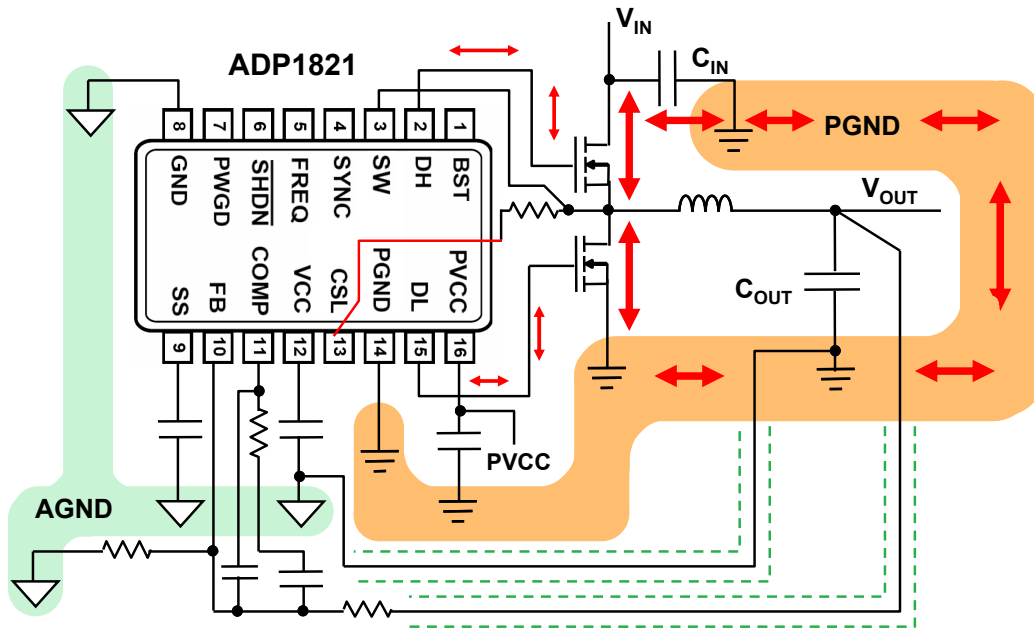 ADP1821
VIN
CIN
PGND
8
7
6
5
4
3
2
1
GND
PWGD
SHDN
FREQ
SYNC
SW
DH
BST
SS
FB
COMP
VCC
CSL
PGND
DL
PVCC
9
10
11
12
13
14
15
16
VOUT
COUT
PVCC
AGND